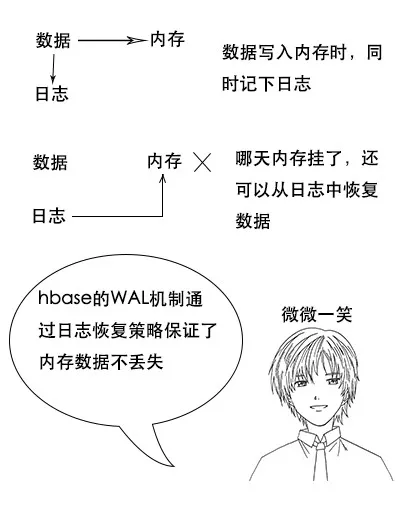 数据 内存
日志
数据写入内存时，同
时记下日志
数据 内存
日志
哪天内存挂了，还
可以从日志中恢复
数据
hbase的WAL机制通
过日志恢复策略保证了
内存数据不丢失
微微一笑